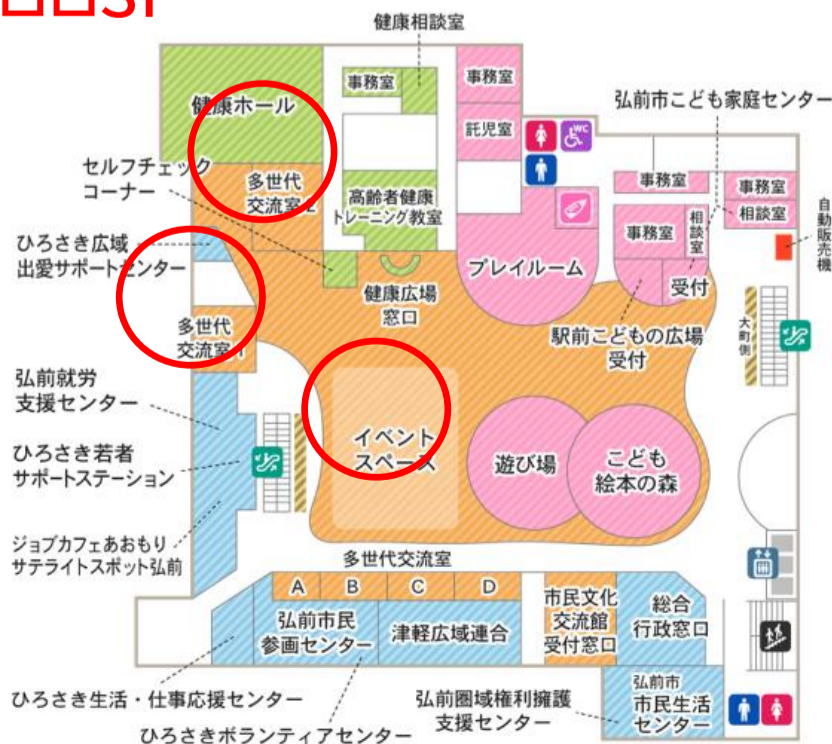 健康相談室
事務室
事務室
健康ホール
託児室
弘前市こども家庭センター
セルフチェック
コーナー
多世代
交流室2
高齢者健康
トレーニング教室
事務室
事務室
相談室
自動販売機
ひろさき広域
出愛サポートセンター
事務室
相談室
プレイルーム
健康広場
窓口
受付
多世代
交流室1
駅前こどもの広場
受付
大町側
弘前就労
支援センター
イベント
スペース
遊び場
こども
絵本の森
ひろさき若者
サポートステーション
ジョブカフェあおもり
サテライトスポット弘前
多世代交流室
A
B
C
D
弘前市民
参画センター
津軽広域連合
市民文化
交流館
受付窓口
総合
行政窓口
ひろさき生活・仕事応援センター
ひろさきボランティアセンター
弘前圏域権利擁護
支援センター
弘前市
市民生活
センター
WC